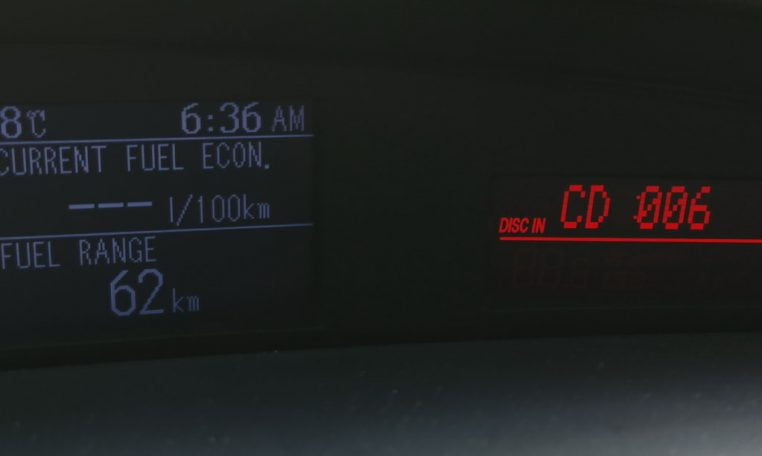 8℃ 6:36 AM
CURRENT FUEL ECON.
--- l/100km
FUEL RANGE
62 km
DISC IN CD 006